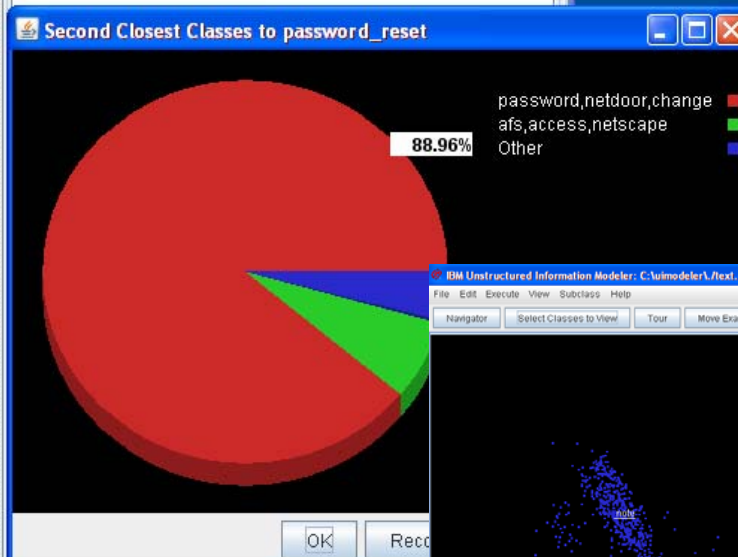 Second Closest Classes to password_reset
password,netdoor,change
afs,access,netscape
Other
88.96%
IBM Unstructured Information Modeler: C:\uimodeler\./text.
File Edit Execute View Subclass Help
Navigator Select Classes to View Tour Move Exa
note
OK Reco